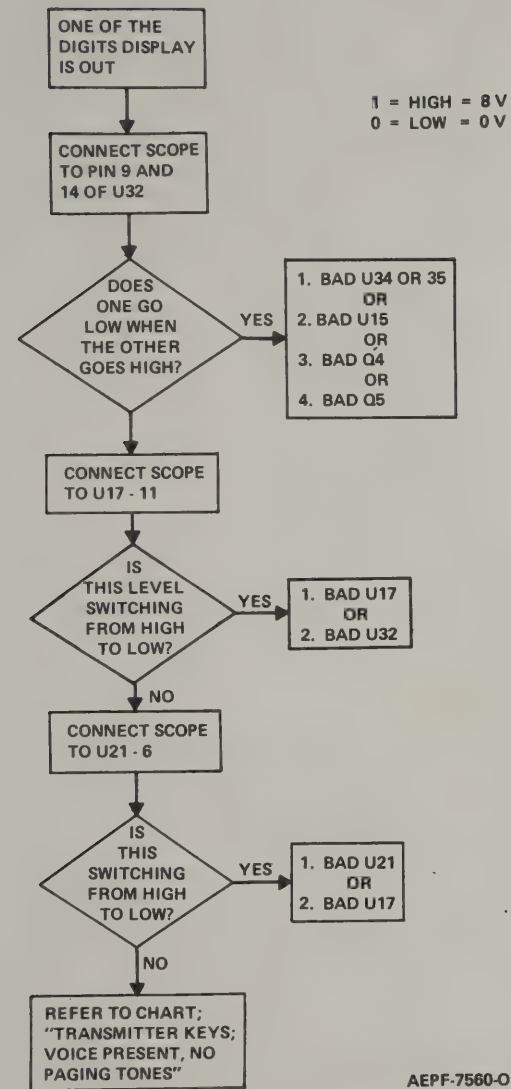 ONE OF THE
DIGITS DISPLAY
IS OUT
1 = HIGH = 8 V
0 = LOW = 0 V
CONNECT SCOPE
TO PIN 9 AND
14 OF U32
DOES
ONE GO
LOW WHEN
THE OTHER
GOES HIGH?
YES
1. BAD U34 OR 35
OR
2. BAD U15
OR
3. BAD Q4
OR
4. BAD Q5
CONNECT SCOPE
TO U17 - 11
IS
THIS LEVEL
SWITCHING
FROM HIGH
TO LOW?
YES
1. BAD U17
OR
2. BAD U32
NO
CONNECT SCOPE
TO U21 - 6
IS
THIS
SWITCHING
FROM HIGH
TO LOW?
YES
1. BAD U21
OR
2. BAD U17
NO
REFER TO CHART;
"TRANSMITTER KEYS;
VOICE PRESENT, NO
PAGING TONES"
AEPF-7560-O